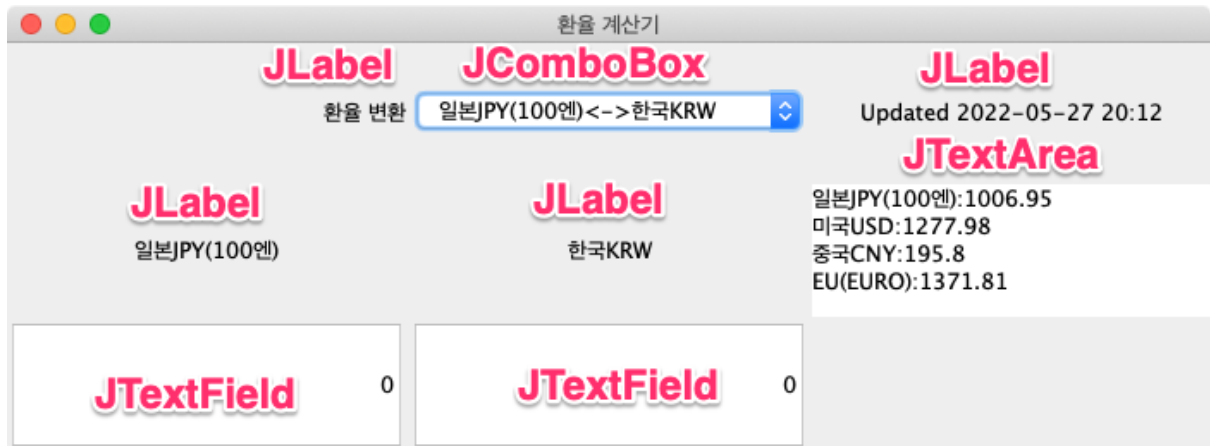 환율 계산기
JLabel JComboBox JLabel
환율 변환 일본JPY(100엔)<->한국KRW Updated 2022-05-27 20:12
JTextArea
JLabel JLabel
일본JPY(100엔):1006.95
미국USD:1277.98
일본JPY(100엔) 한국KRW
중국CNY:195.8
EU(EURO):1371.81
JTextField 0 JTextField 0